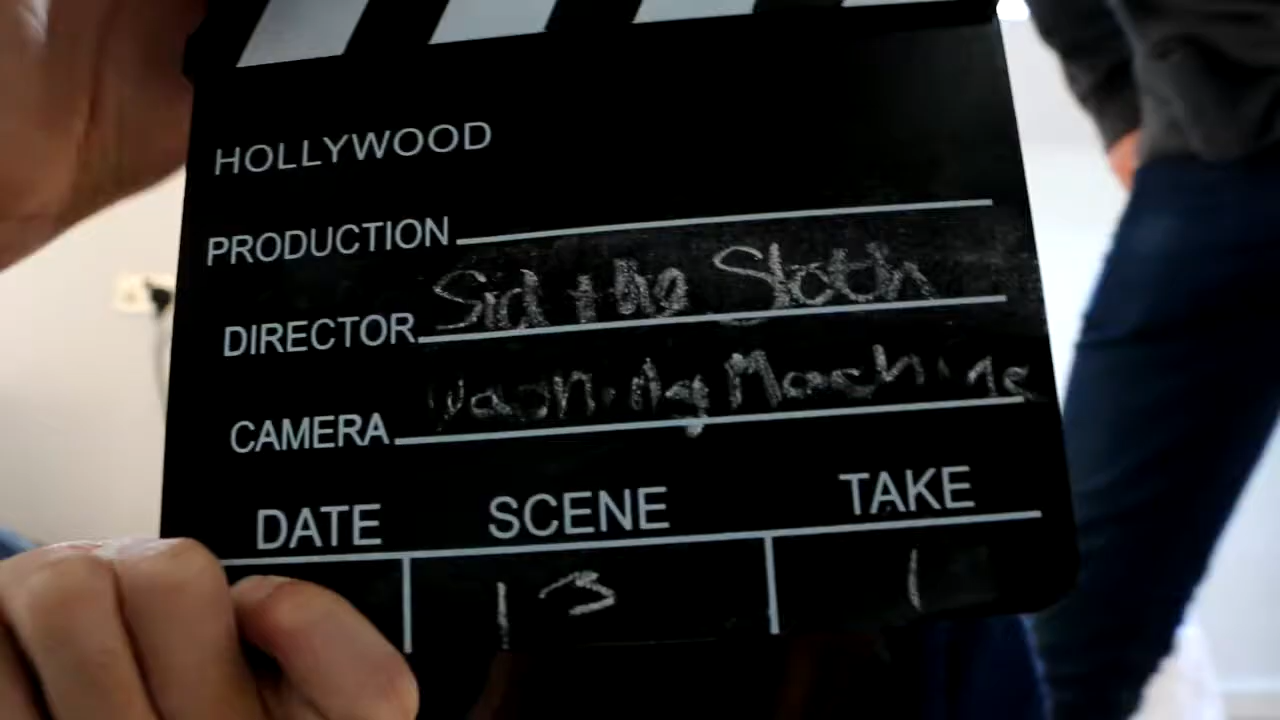 HOLLYWOOD
PRODUCTION
DIRECTOR Sid the Sloth
CAMERA Washing Machine
DATE SCENE TAKE
13 1